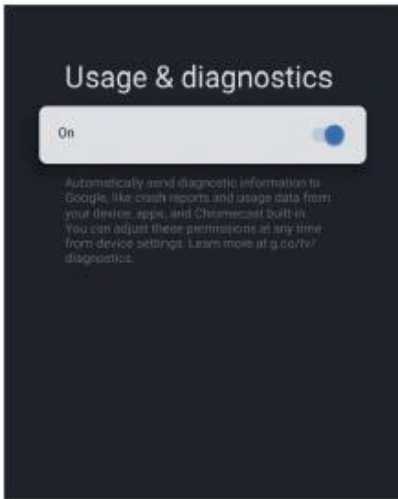 Usage & diagnostics
On
Automatically send diagnostic information to
Google, like crash reports and usage data from
your device, apps, and Chromecast built-in.
You can adjust these permissions at any time
from device settings. Learn more at g.co/tv/
diagnostics.